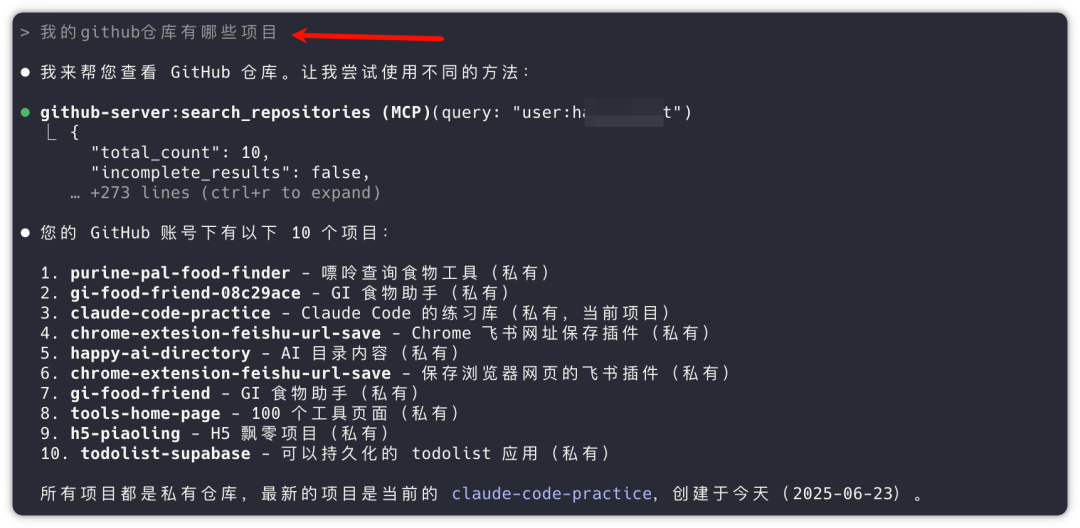 > 我的github仓库有哪些项目
● 我来帮您查看 GitHub 仓库。让我尝试使用不同的方法:
● github-server:search_repositories (MCP)(query: "user:ha t")
{
"total_count": 10,
"incomplete_results": false,
… +273 lines (ctrl+r to expand)
● 您的 GitHub 账号下有以下 10 个项目:
1. purine-pal-food-finder - 嘌呤查询食物工具 (私有)
2. gi-food-friend-08c29ace - GI 食物助手 (私有)
3. claude-code-practice - Claude Code 的练习库 (私有, 当前项目)
4. chrome-extesion-feishu-url-save - Chrome 飞书网址保存插件 (私有)
5. happy-ai-directory - AI 目录内容 (私有)
6. chrome-extension-feishu-url-save - 保存浏览器网页的飞书插件 (私有)
7. gi-food-friend - GI 食物助手 (私有)
8. tools-home-page - 100 个工具页面 (私有)
9. h5-piaoling - H5 飘零项目 (私有)
10. todolist-supabase - 可以持久化的 todolist 应用 (私有)
所有项目都是私有仓库, 最新的项目是当前的 claude-code-practice, 创建于今天 (2025-06-23) 。